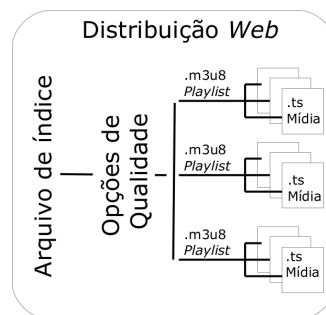 Distribuição Web
Arquivo de índice
Opções de
Qualidade
.m3u8
Playlist
.ts
Mídia
.m3u8
Playlist
.ts
Mídia
.m3u8
Playlist
.ts
Mídia